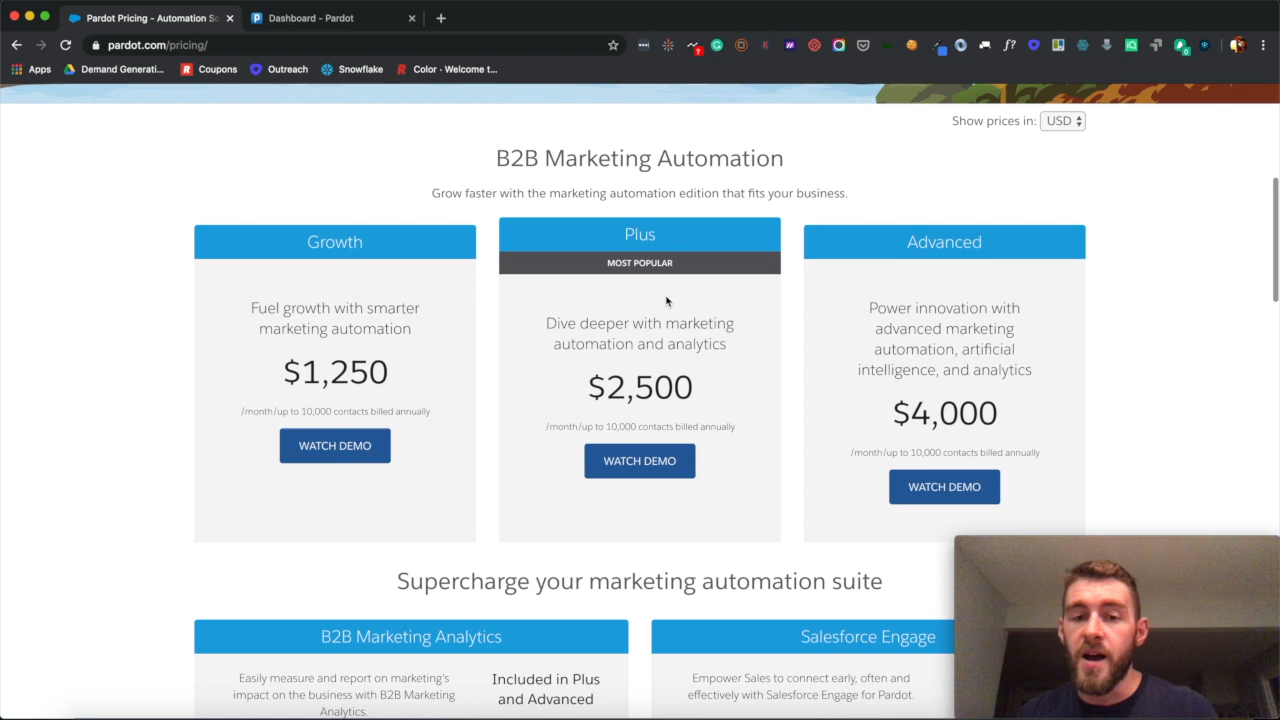 Pardot Pricing - Automation So
Dashboard - Pardot
pardot.com/pricing/
f?
Apps
Demand Generati...
Coupons
Outreach
Snowflake
Color · Welcome t...
Show prices in: USD
B2B Marketing Automation
Grow faster with the marketing automation edition that fits your business.
Growth
Fuel growth with smarter
marketing automation
$1,250
/month/up to 10,000 contacts billed annually
WATCH DEMO
Plus
MOST POPULAR
Dive deeper with marketing
automation and analytics
$2,500
/month/up to 10,000 contacts billed annually
WATCH DEMO
Advanced
Power innovation with
advanced marketing
automation, artificial
intelligence, and analytics
$4,000
/month/up to 10,000 contacts billed annually
WATCH DEMO
Supercharge your marketing automation suite
B2B Marketing Analytics
Easily measure and report on marketing's
impact on the business with B2B Marketing
Analytics.
Included in Plus
and Advanced
Salesforce Engage
Empower Sales to connect early, often and
effectively with Salesforce Engage for Pardot.